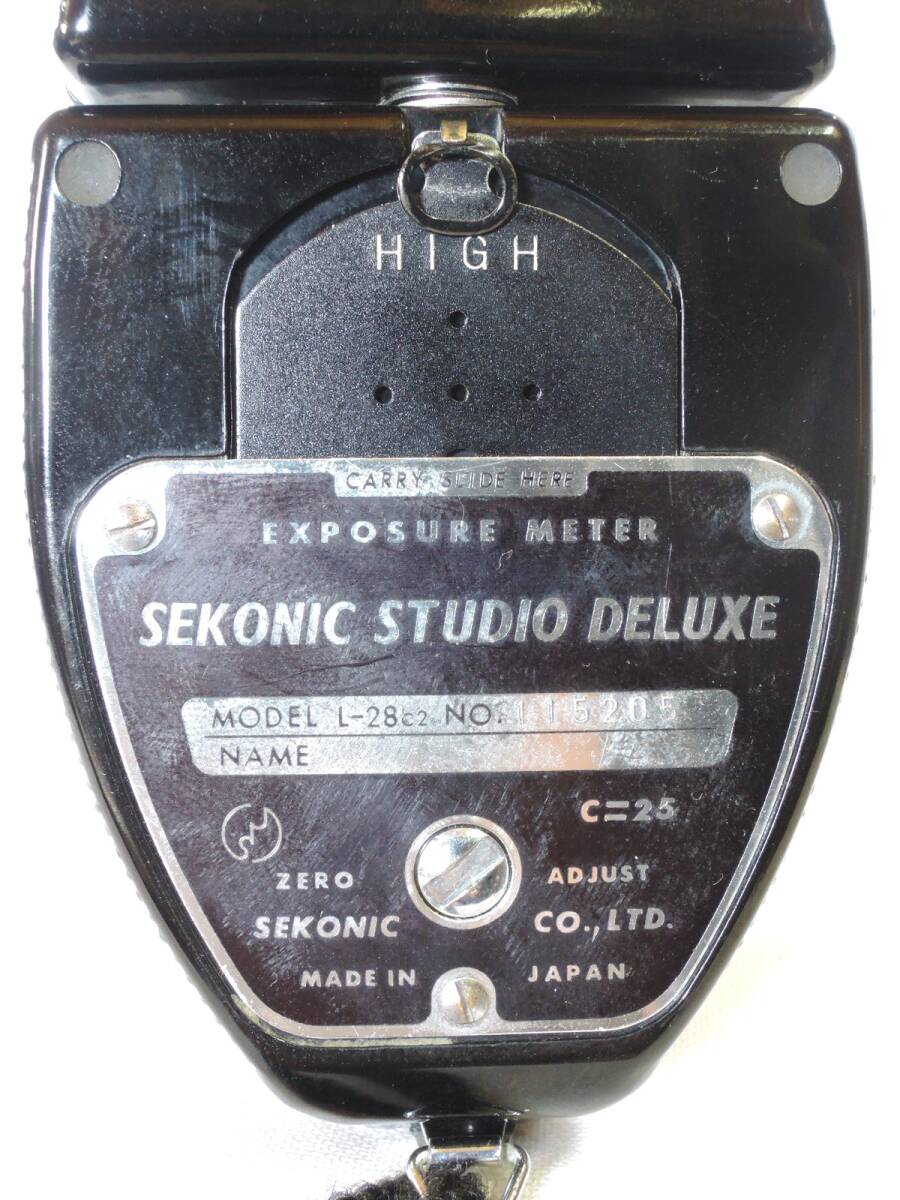 HIGH
CARRY SLIDE HERE
EXPOSURE METER
SEKONIC STUDIO DELUXE
MODEL L-28c2 NO. 115205
NAME
C=25
ZERO ADJUST
SEKONIC CO., LTD.
MADE IN JAPAN